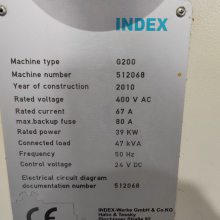 INDEX
Machine type G200
Machine number 512068
Year of construction 2010
Rated voltage 400 V AC
Rated current 67 A
max.backup fuse 80 A
Rated power 39 KW
Connected load 47 kVA
Frequency 50 Hz
Control voltage 24 V DC
Electrical circuit diagram
documentation number 512068
CE
INDEX-Werke GmbH & Co.KG
Hahn & Tessky